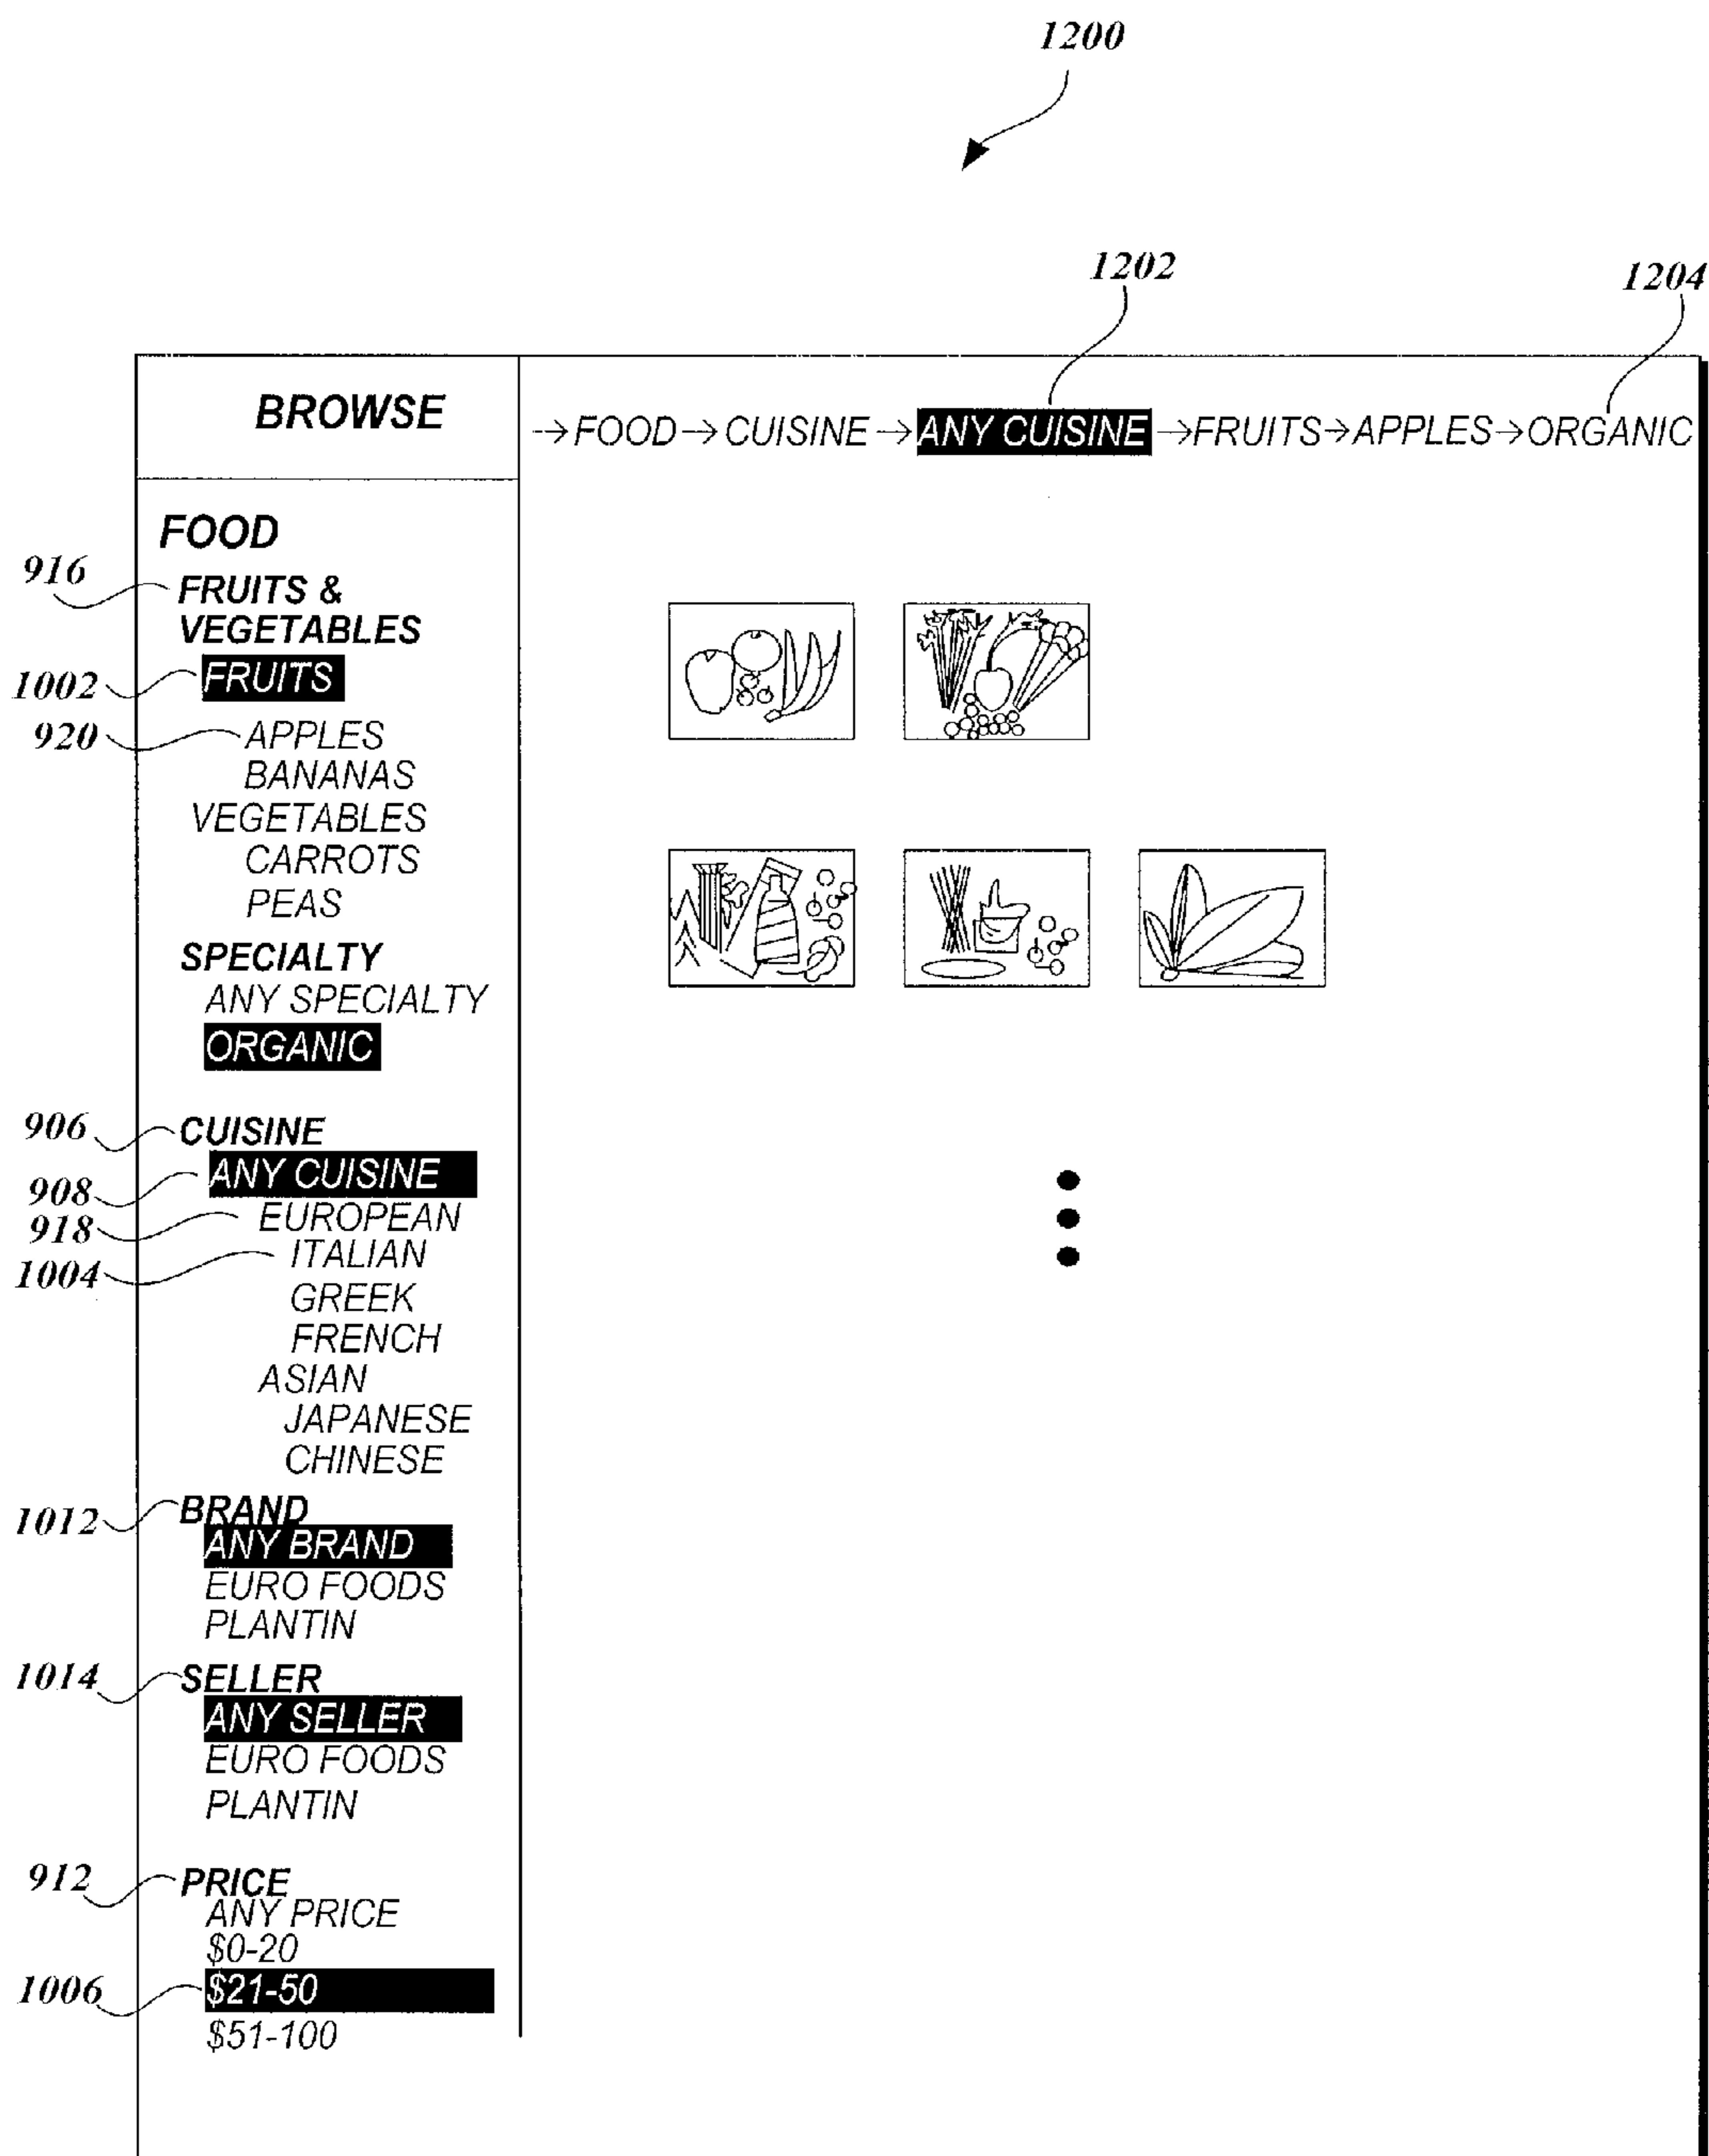 1200
1202
1204
BROWSE
→FOOD→CUISINE→ANY CUISINE→FRUITS→APPLES→ORGANIC
FOOD
916
FRUITS &
VEGETABLES
1002 FRUITS
920 APPLES
BANANAS
VEGETABLES
CARROTS
PEAS
SPECIALTY
ANY SPECIALTY
ORGANIC
906 CUISINE
908 ANY CUISINE
918 EUROPEAN
1004 ITALIAN
GREEK
FRENCH
ASIAN
JAPANESE
CHINESE
1012 BRAND
ANY BRAND
EURO FOODS
PLANTIN
1014 SELLER
ANY SELLER
EURO FOODS
PLANTIN
912 PRICE
ANY PRICE
$0-20
1006 $21-50
$51-100